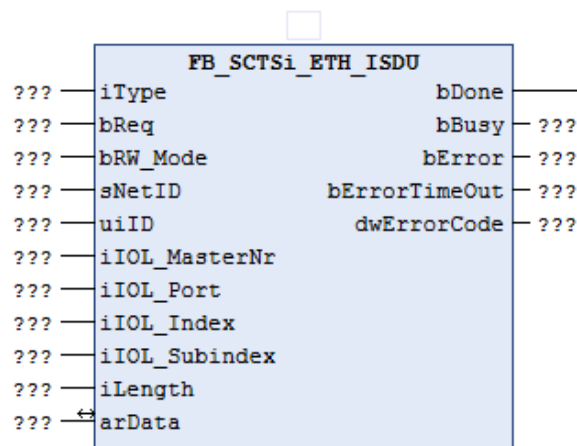 FB_SCTSi_ETH_ISDU
??? iType bDone
??? bReq bBusy ???
??? bRW_Mode bError ???
??? sNetID bErrorTimeOut ???
??? uiID dwErrorCode ???
??? iIOL_MasterNr
??? iIOL_Port
??? iIOL_Index
??? iIOL_Subindex
??? iLength
??? arData